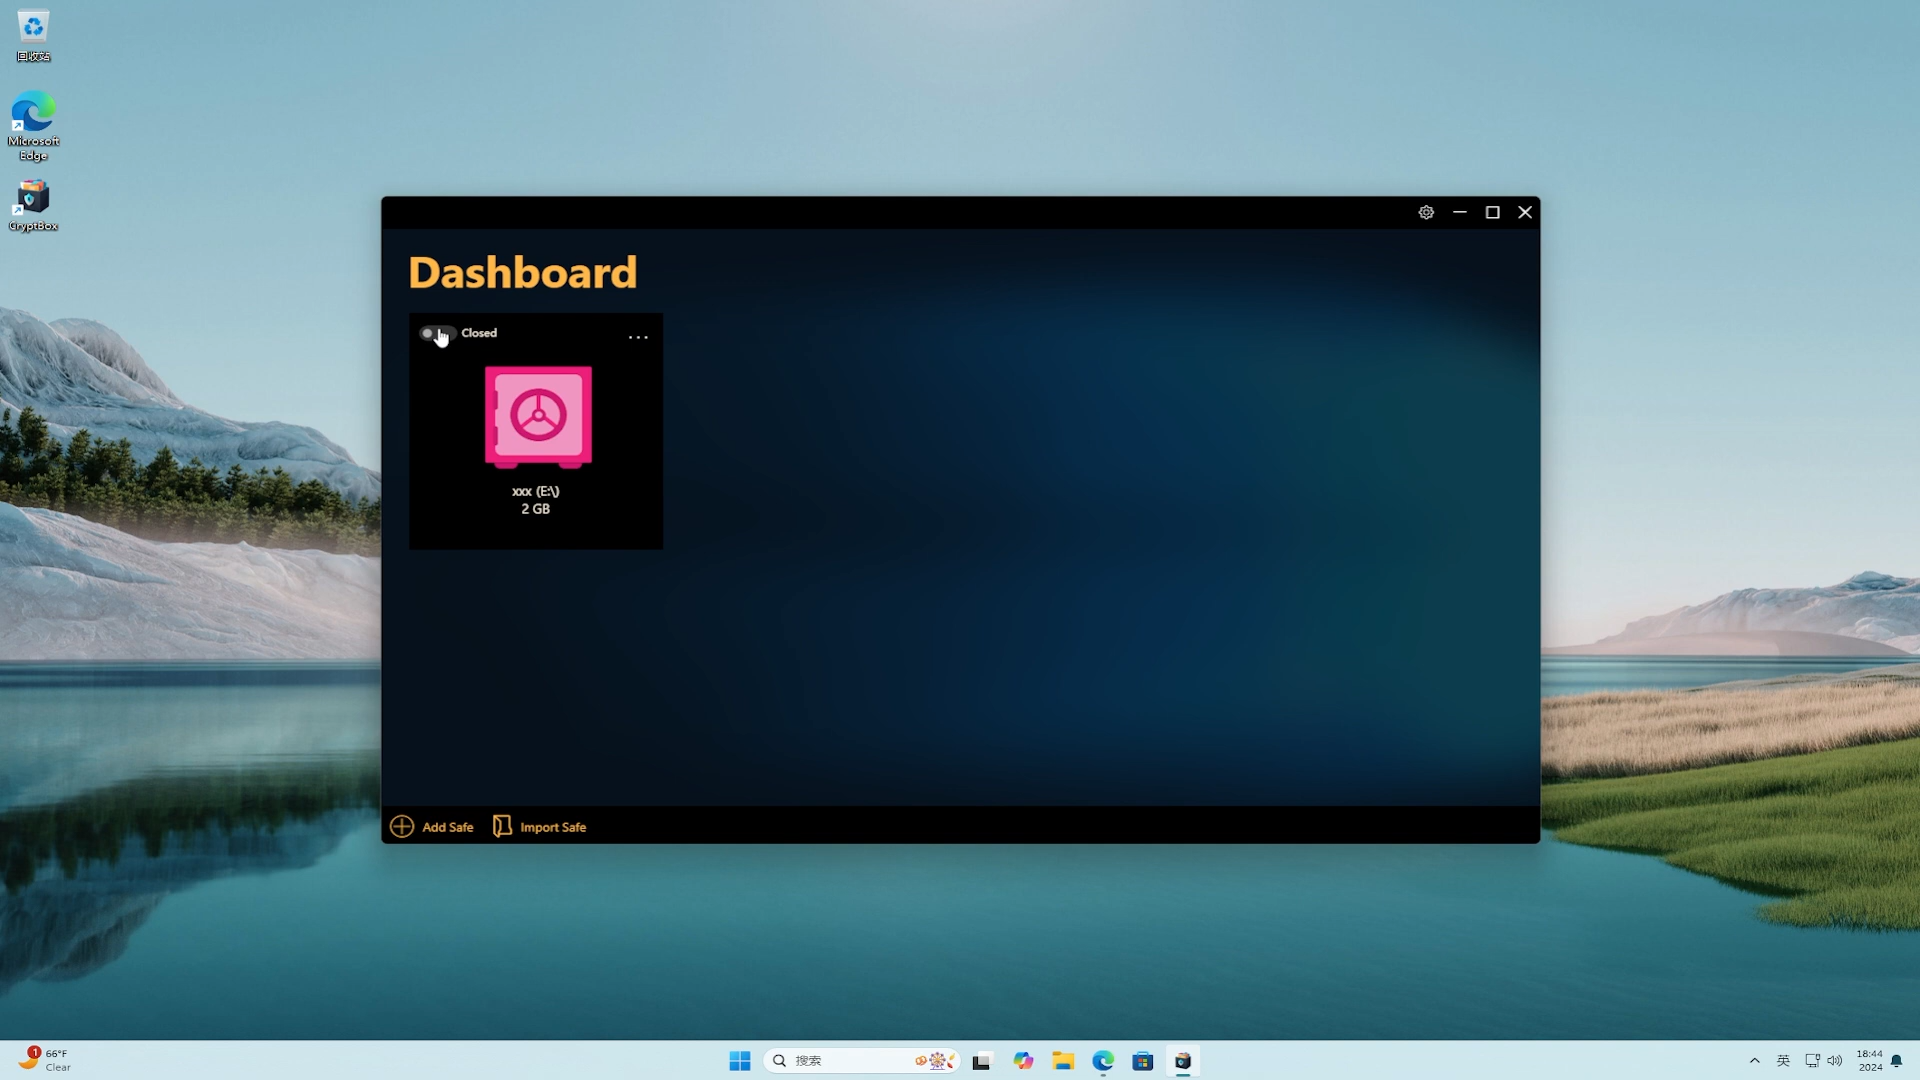 回收站
Microsoft
Edge
CryptBox
Dashboard
Closed
...
xxx (E:\)
2 GB
Add Safe
Import Safe
1
66°F
Clear
搜索
英
18:44
2024